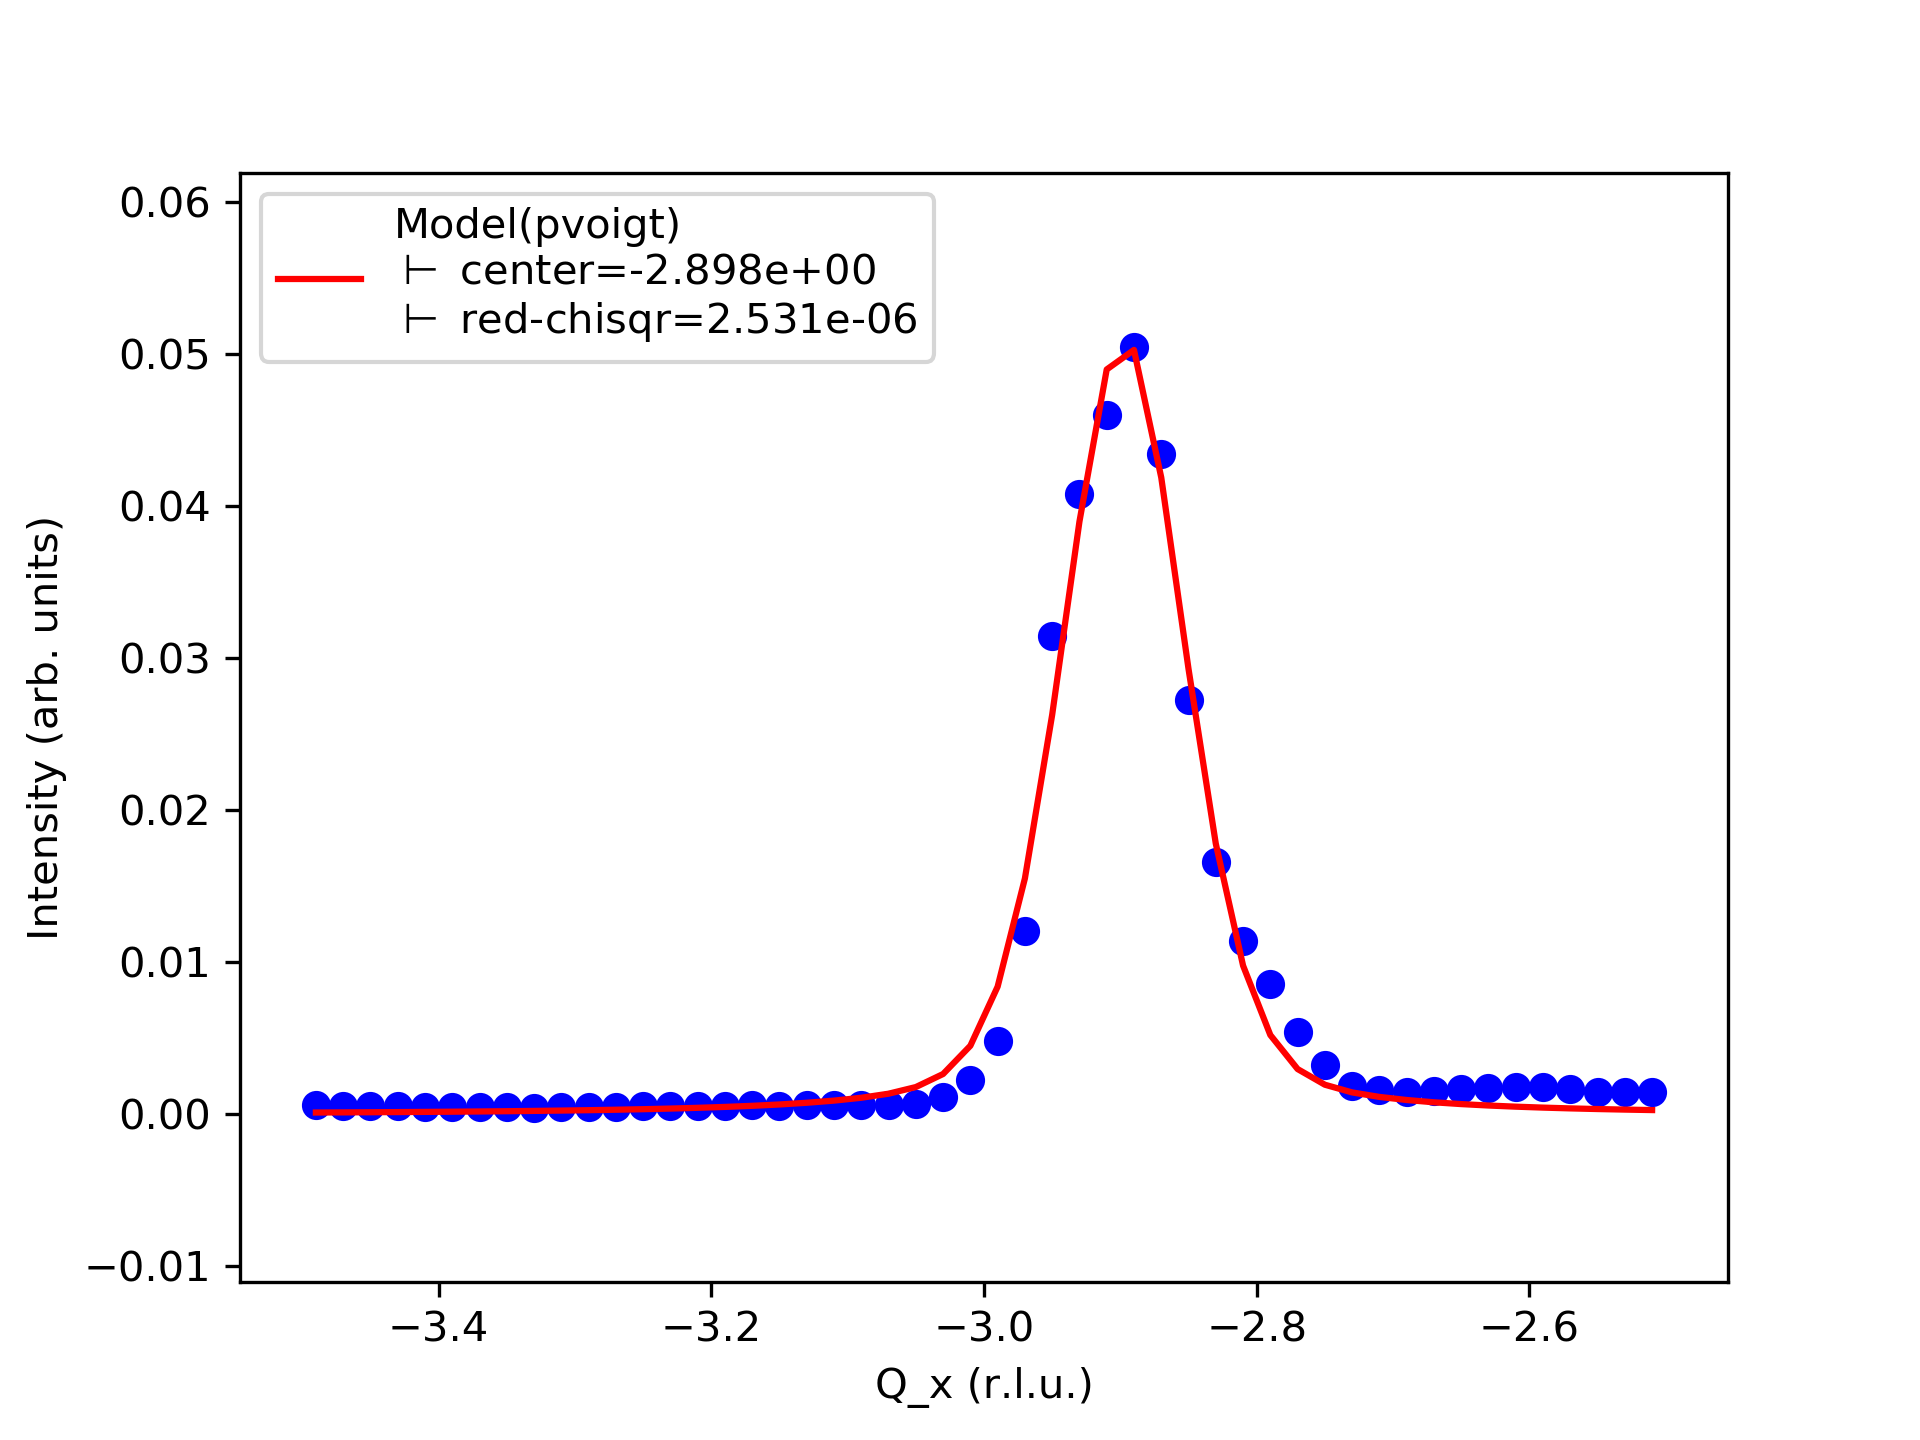 Model(pvoigt)
⊢ center=-2.898e+00
⊢ red-chisqr=2.531e-06
0.06
0.05
0.04
0.03
0.02
0.01
0.00
−0.01
Intensity (arb. units)
−3.4 −3.2 −3.0 −2.8 −2.6
Q_x (r.l.u.)